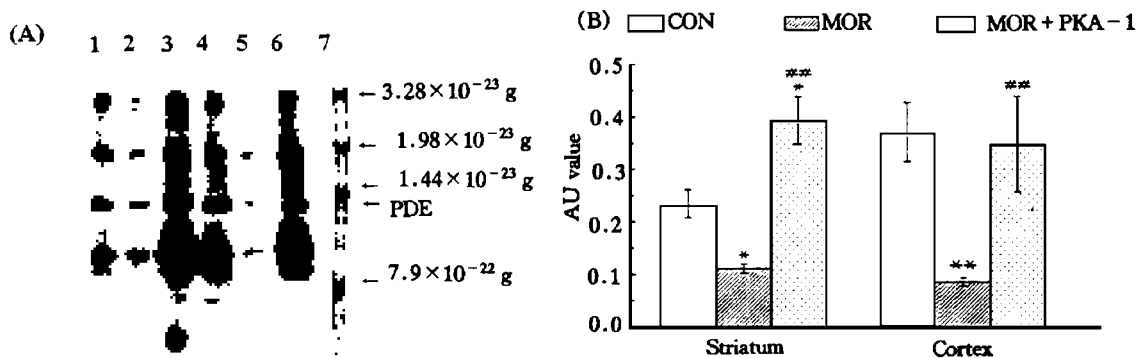 (A)
1 2 3 4 5 6 7
← 3.28×10⁻²³ g
← 1.98×10⁻²³ g
← 1.44×10⁻²³ g
← PDE
← 7.9×10⁻²² g
(B) CON MOR MOR + PKA - 1
AU value
0.5
0.4
0.3
0.2
0.1
0.0
*
##
*
**
##
Striatum Cortex